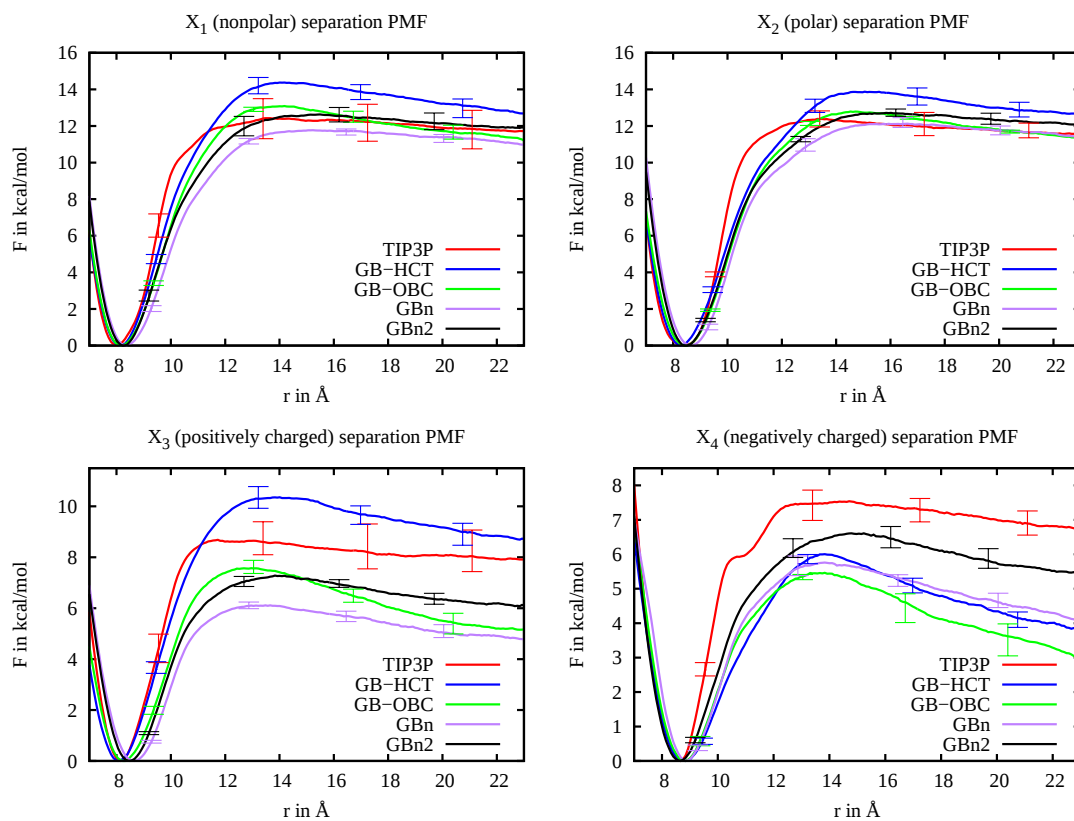 X1 (nonpolar) separation PMF
16
14
12
10
8
6
4
2
0
F in kcal/mol
TIP3P
GB−HCT
GB−OBC
GBn
GBn2
8 10 12 14 16 18 20 22
r in Å
X2 (polar) separation PMF
16
14
12
10
8
6
4
2
0
F in kcal/mol
TIP3P
GB−HCT
GB−OBC
GBn
GBn2
8 10 12 14 16 18 20 22
r in Å
X3 (positively charged) separation PMF
10
8
6
4
2
0
F in kcal/mol
TIP3P
GB−HCT
GB−OBC
GBn
GBn2
8 10 12 14 16 18 20 22
r in Å
X4 (negatively charged) separation PMF
8
7
6
5
4
3
2
1
0
F in kcal/mol
TIP3P
GB−HCT
GB−OBC
GBn
GBn2
8 10 12 14 16 18 20 22
r in Å